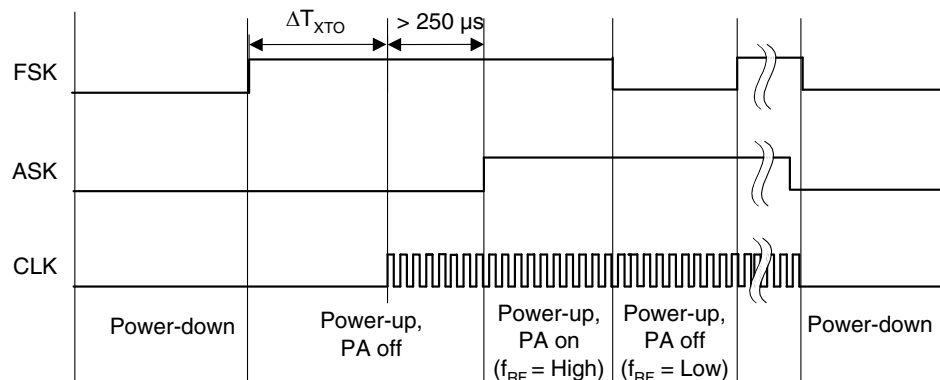 ΔT_XTO
> 250 μs
FSK
ASK
CLK
Power-down
Power-up,
PA off
Power-up,
PA on
(f_RF = High)
Power-up,
PA off
(f_RF = Low)
Power-down